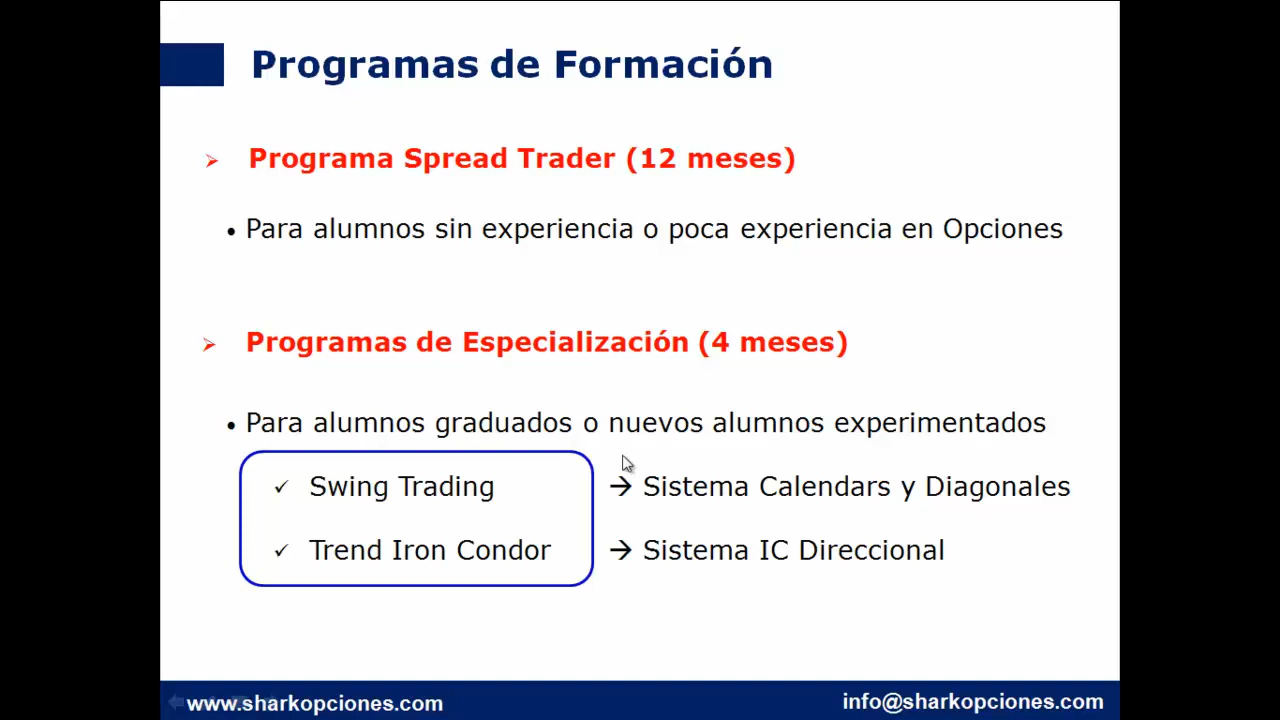 Programas de Formación
Programa Spread Trader (12 meses)
• Para alumnos sin experiencia o poca experiencia en Opciones
Programas de Especialización (4 meses)
• Para alumnos graduados o nuevos alumnos experimentados
✓ Swing Trading → Sistema Calendars y Diagonales
✓ Trend Iron Condor → Sistema IC Direccional
www.sharkopciones.com info@sharkopciones.com